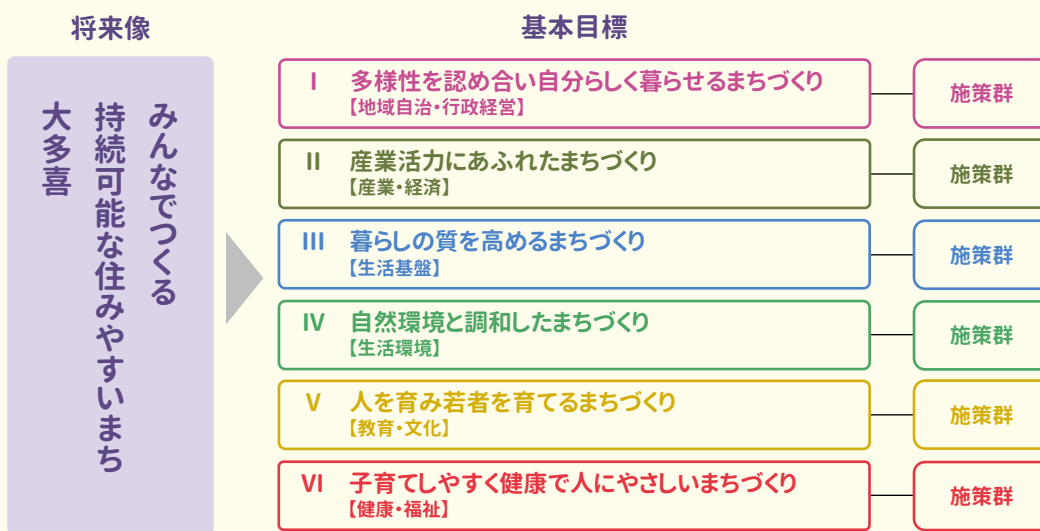 将来像
みんなでつくる
持続可能な住みやすいまち
大多喜
基本目標
I 多様性を認め合い自分らしく暮らせるまちづくり
【地域自治・行政経営】
施策群
II 産業活力にあふれたまちづくり
【産業・経済】
施策群
III 暮らしの質を高めるまちづくり
【生活基盤】
施策群
IV 自然環境と調和したまちづくり
【生活環境】
施策群
V 人を育み若者を育てるまちづくり
【教育・文化】
施策群
VI 子育てしやすく健康で人にやさしいまちづくり
【健康・福祉】
施策群